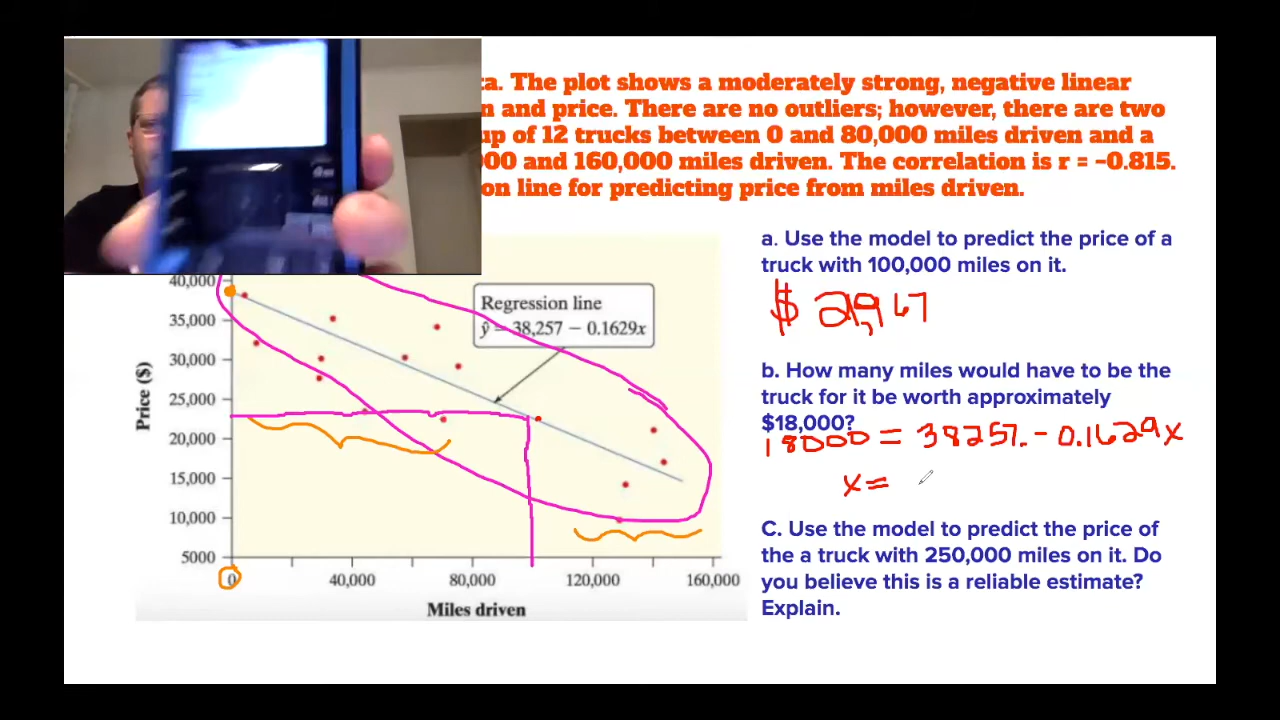 ta. The plot shows a moderately strong, negative linear
n and price. There are no outliers; however, there are two
up of 12 trucks between 0 and 80,000 miles driven and a
00 and 160,000 miles driven. The correlation is r = –0.815.
on line for predicting price from miles driven.
a. Use the model to predict the price of a
truck with 100,000 miles on it.
b. How many miles would have to be the
truck for it be worth approximately
$18,000?
18000 = 38257. - 0.1629x
x=
C. Use the model to predict the price of
the a truck with 250,000 miles on it. Do
you believe this is a reliable estimate?
Explain.
Regression line
ŷ = 38,257 – 0.1629x
Price ($)
40,000
35,000
30,000
25,000
20,000
15,000
10,000
5000
0
40,000
80,000
120,000
160,000
Miles driven